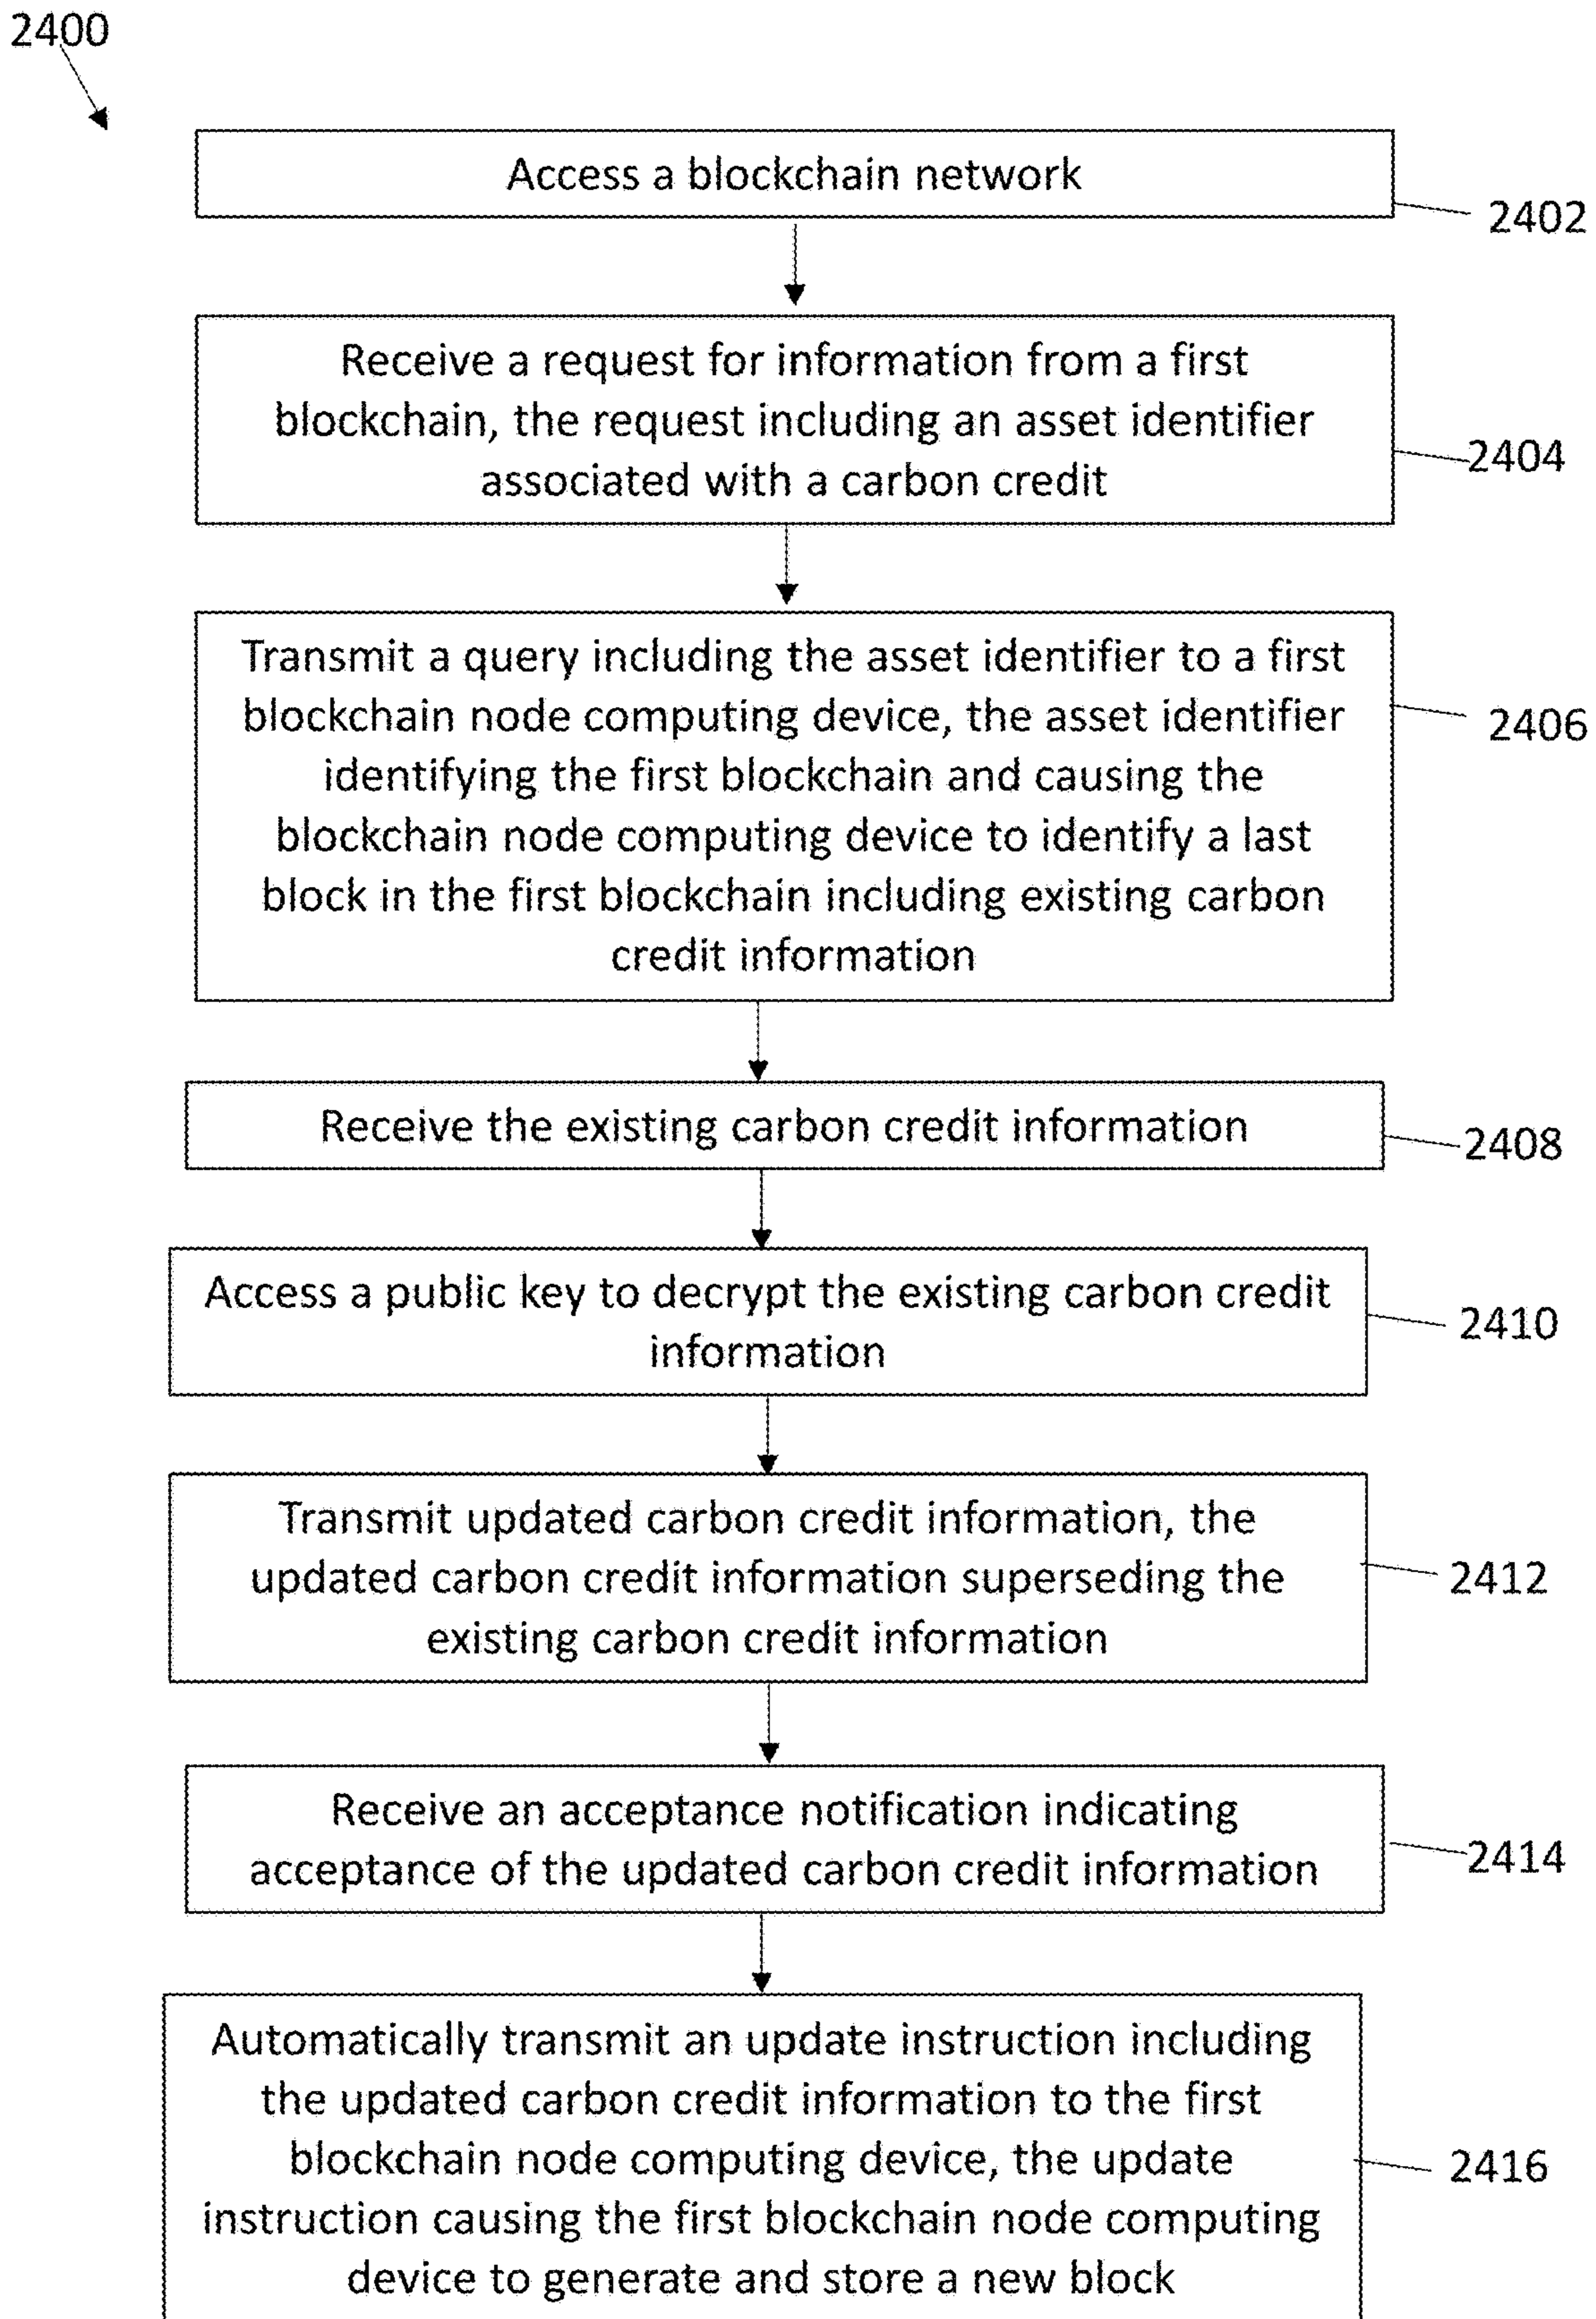 2400
Access a blockchain network
2402
Receive a request for information from a first
blockchain, the request including an asset identifier
associated with a carbon credit
2404
Transmit a query including the asset identifier to a first
blockchain node computing device, the asset identifier
identifying the first blockchain and causing the
blockchain node computing device to identify a last
block in the first blockchain including existing carbon
credit information
2406
Receive the existing carbon credit information
2408
Access a public key to decrypt the existing carbon credit
information
2410
Transmit updated carbon credit information, the
updated carbon credit information superseding the
existing carbon credit information
2412
Receive an acceptance notification indicating
acceptance of the updated carbon credit information
2414
Automatically transmit an update instruction including
the updated carbon credit information to the first
blockchain node computing device, the update
instruction causing the first blockchain node computing
device to generate and store a new block
2416